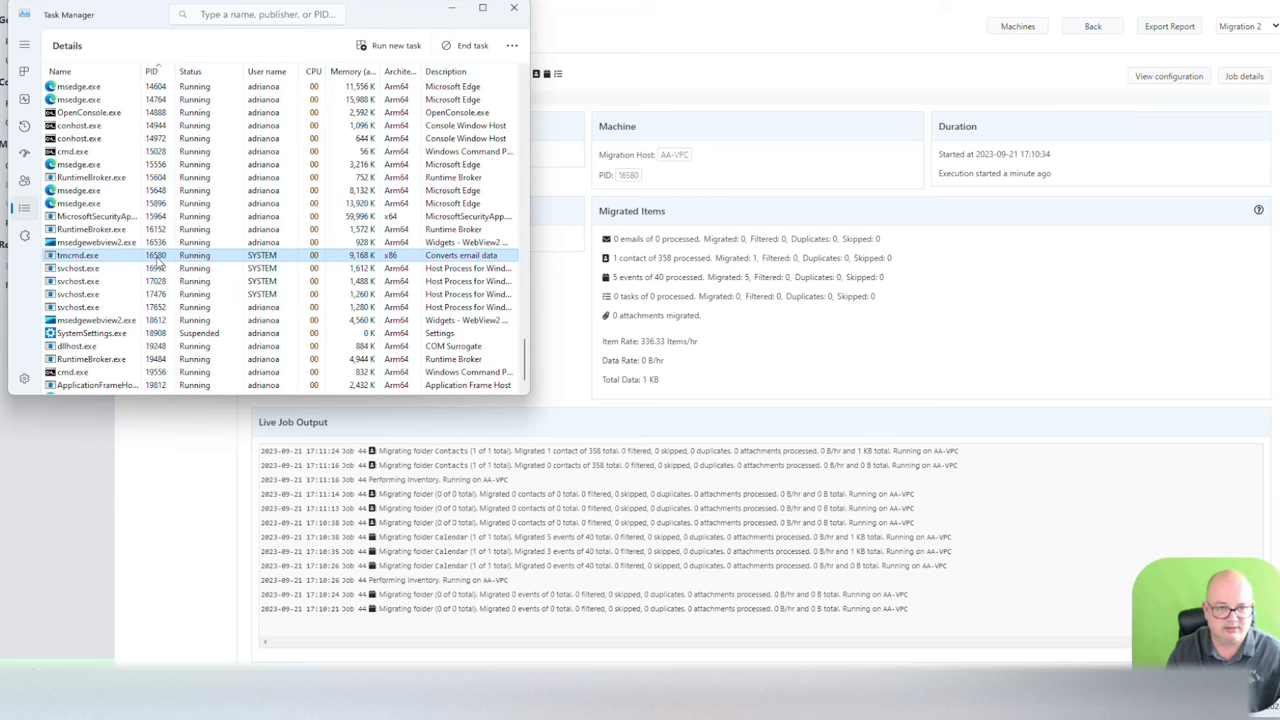 Task Manager
Type a name, publisher, or PID...
Details
Run new task
End task
Name PID Status User name CPU Memory (a... Archite... Description
msedge.exe 14604 Running adrianoa 00 11,556 K Arm64 Microsoft Edge
msedge.exe 14764 Running adrianoa 00 15,988 K Arm64 Microsoft Edge
OpenConsole.exe 14888 Running adrianoa 00 2,592 K Arm64 OpenConsole.exe
conhost.exe 14944 Running adrianoa 00 1,096 K Arm64 Console Window Host
conhost.exe 14972 Running adrianoa 00 644 K Arm64 Console Window Host
cmd.exe 15028 Running adrianoa 00 56 K Arm64 Windows Command P...
msedge.exe 15556 Running adrianoa 00 3,216 K Arm64 Microsoft Edge
RuntimeBroker.exe 15604 Running adrianoa 00 752 K Arm64 Runtime Broker
msedge.exe 15648 Running adrianoa 00 8,132 K Arm64 Microsoft Edge
msedge.exe 15896 Running adrianoa 00 13,920 K Arm64 Microsoft Edge
MicrosoftSecurityAp... 15964 Running adrianoa 00 59,996 K x64 MicrosoftSecurityApp...
RuntimeBroker.exe 16152 Running adrianoa 00 1,572 K Arm64 Runtime Broker
msedgewebview2.exe 16536 Running adrianoa 00 928 K Arm64 Widgets - WebView2 ...
tmcmd.exe 16580 Running SYSTEM 00 9,168 K x86 Converts email data
svchost.exe Running SYSTEM 00 1,612 K Arm64 Host Process for Wind...
svchost.exe 17028 Running SYSTEM 00 1,488 K Arm64 Host Process for Wind...
svchost.exe 17476 Running SYSTEM 00 1,260 K Arm64 Host Process for Wind...
svchost.exe 17652 Running adrianoa 00 1,280 K Arm64 Host Process for Wind...
msedgewebview2.exe 18612 Running adrianoa 00 4,560 K Arm64 Widgets - WebView2 ...
SystemSettings.exe 18908 Suspended adrianoa 00 0 K Arm64 Settings
dllhost.exe 19248 Running adrianoa 00 884 K Arm64 COM Surrogate
RuntimeBroker.exe 19484 Running adrianoa 00 4,944 K Arm64 Runtime Broker
cmd.exe 19556 Running adrianoa 00 832 K Arm64 Windows Command P...
ApplicationFrameHo... 19812 Running adrianoa 00 2,432 K Arm64 Application Frame Host
Machines
Back
Export Report
Migration 2
View configuration
Job details
Machine
Migration Host: AA-VPC
PID: 16580
Duration
Started at 2023-09-21 17:10:34
Execution started a minute ago
Migrated Items
0 emails of 0 processed. Migrated: 0, Filtered: 0, Duplicates: 0, Skipped: 0
1 contact of 358 processed. Migrated: 1, Filtered: 0, Duplicates: 0, Skipped: 0
5 events of 40 processed. Migrated: 5, Filtered: 0, Duplicates: 0, Skipped: 0
0 tasks of 0 processed. Migrated: 0, Filtered: 0, Duplicates: 0, Skipped: 0
0 attachments migrated.
Item Rate: 336.33 Items/hr
Data Rate: 0 B/hr
Total Data: 1 KB
Live Job Output
2023-09-21 17:11:24 Job 44 Migrating folder Contacts (1 of 1 total). Migrated 1 contact of 358 total. 0 filtered, 0 skipped, 0 duplicates. 0 attachments processed. 0 B/hr and 1 KB total. Running on AA-VPC
2023-09-21 17:11:16 Job 44 Migrating folder Contacts (1 of 1 total). Migrated 0 contacts of 358 total. 0 filtered, 0 skipped, 0 duplicates. 0 attachments processed. 0 B/hr and 0 B total. Running on AA-VPC
2023-09-21 17:11:16 Job 44 Performing Inventory. Running on AA-VPC
2023-09-21 17:11:14 Job 44 Migrating folder (0 of 0 total). Migrated 0 contacts of 0 total. 0 filtered, 0 skipped, 0 duplicates. 0 attachments processed. 0 B/hr and 0 B total. Running on AA-VPC
2023-09-21 17:11:13 Job 44 Migrating folder (0 of 0 total). Migrated 0 contacts of 0 total. 0 filtered, 0 skipped, 0 duplicates. 0 attachments processed. 0 B/hr and 0 B total. Running on AA-VPC
2023-09-21 17:10:38 Job 44 Migrating folder (0 of 0 total). Migrated 0 contacts of 0 total. 0 filtered, 0 skipped, 0 duplicates. 0 attachments processed. 0 B/hr and 0 B total. Running on AA-VPC
2023-09-21 17:10:38 Job 44 Migrating folder Calendar (1 of 1 total). Migrated 5 events of 40 total. 0 filtered, 0 skipped, 0 duplicates. 0 attachments processed. 0 B/hr and 1 KB total. Running on AA-VPC
2023-09-21 17:10:35 Job 44 Migrating folder Calendar (1 of 1 total). Migrated 3 events of 40 total. 0 filtered, 0 skipped, 0 duplicates. 0 attachments processed. 0 B/hr and 1 KB total. Running on AA-VPC
2023-09-21 17:10:26 Job 44 Migrating folder Calendar (1 of 1 total). Migrated 0 events of 40 total. 0 filtered, 0 skipped, 0 duplicates. 0 attachments processed. 0 B/hr and 0 B total. Running on AA-VPC
2023-09-21 17:10:26 Job 44 Performing Inventory. Running on AA-VPC
2023-09-21 17:10:24 Job 44 Migrating folder (0 of 0 total). Migrated 0 events of 0 total. 0 filtered, 0 skipped, 0 duplicates. 0 attachments processed. 0 B/hr and 0 B total. Running on AA-VPC
2023-09-21 17:10:21 Job 44 Migrating folder (0 of 0 total). Migrated 0 events of 0 total. 0 filtered, 0 skipped, 0 duplicates. 0 attachments processed. 0 B/hr and 0 B total. Running on AA-VPC